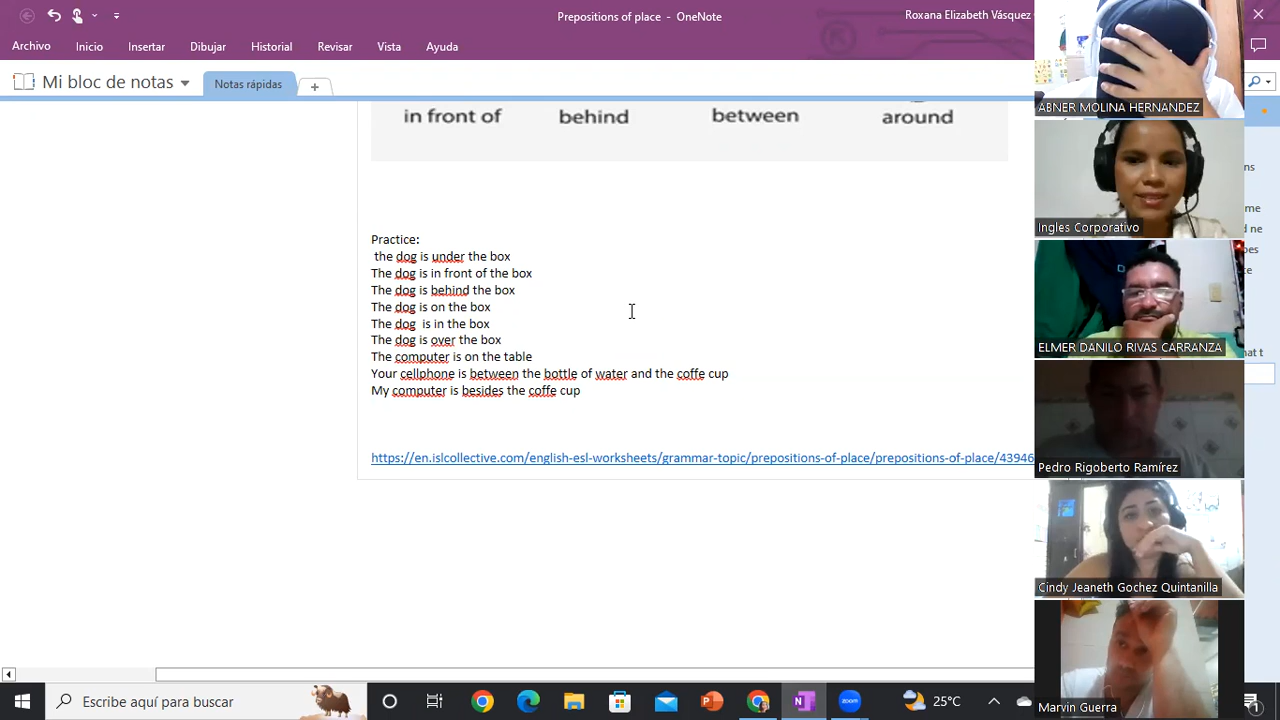 Prepositions of place - OneNote
Roxana Elizabeth Vásquez
Archivo Inicio Insertar Dibujar Historial Revisar Vista Ayuda
Mi bloc de notas
Notas rápidas
in front of behind between around
Practice:
the dog is under the box
The dog is in front of the box
The dog is behind the box
The dog is on the box
The dog is in the box
The dog is over the box
The computer is on the table
Your cellphone is between the bottle of water and the coffe cup
My computer is besides the coffe cup
https://en.islcollective.com/english-esl-worksheets/grammar-topic/prepositions-of-place/prepositions-of-place/43946
ABNER MOLINA HERNANDEZ
Ingles Corporativo
ELMER DANILO RIVAS CARRANZA
Pedro Rigoberto Ramírez
Cindy Jeaneth Gochez Quintanilla
Marvin Guerra
Escribe aquí para buscar
zoom
25°C